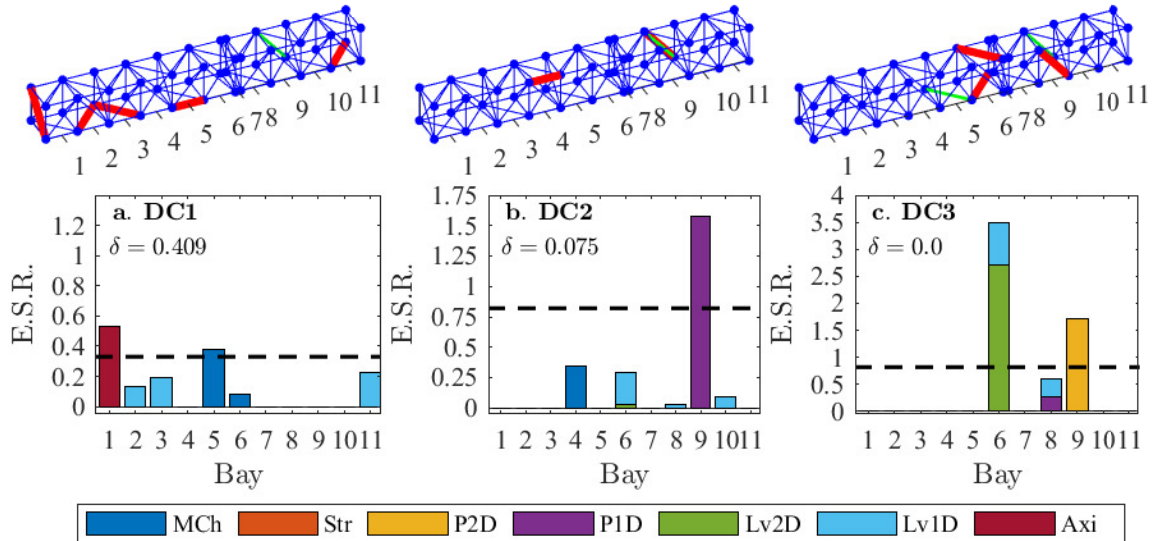 1 2 3 4 5 6 7 8 9 10 11
1 2 3 4 5 6 7 8 9 10 11
1 2 3 4 5 6 7 8 9 10 11
a. DC1
δ = 0.409
E.S.R.
1.2
1
0.8
0.6
0.4
0.2
0
1 2 3 4 5 6 7 8 9 10 11
Bay
b. DC2
δ = 0.075
E.S.R.
1.75
1.5
1.25
1
0.75
0.5
0.25
0
1 2 3 4 5 6 7 8 9 10 11
Bay
c. DC3
δ = 0.0
E.S.R.
4
3.5
3
2.5
2
1.5
1
0.5
0
1 2 3 4 5 6 7 8 9 10 11
Bay
MCh Str P2D P1D Lv2D Lv1D Axi